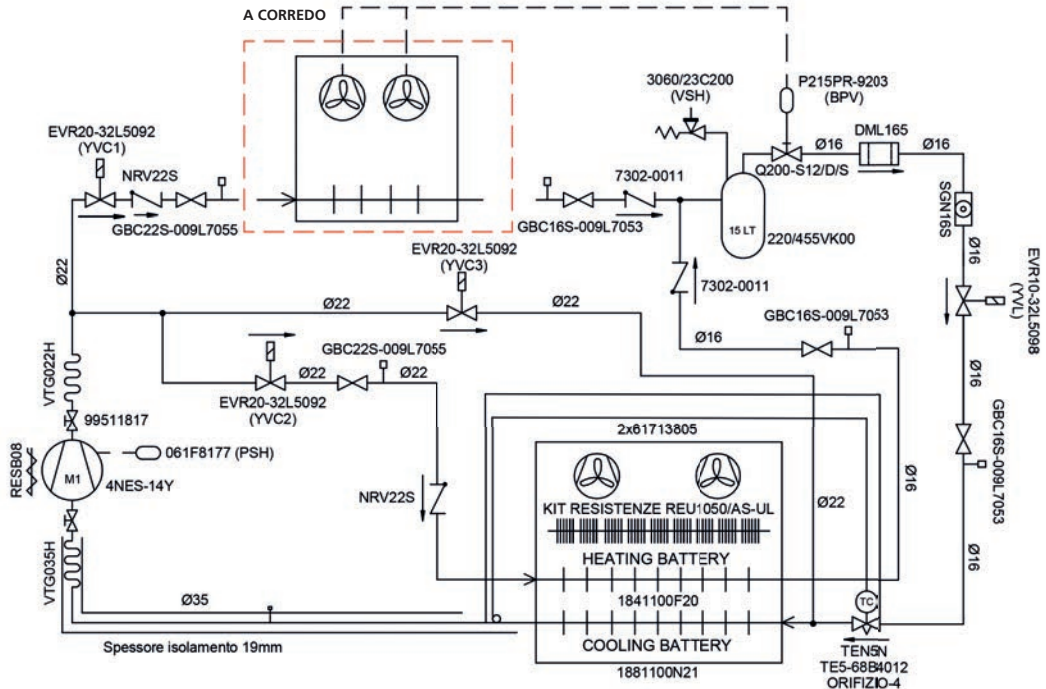 A CORREDO
3060/23C200
(VSH)
P215PR-9203
(BPV)
DML165
EVR20-32L5092
(YVC1)
NRV22S
Ø16
Ø16
Q200-S12/D/S
7302-0011
SGN16S
GBC22S-009L7055
GBC16S-009L7053
15 LT
220/455VK00
EVR20-32L5092
(YVC3)
Ø22
Ø16
EVR10-32L5098
(YVL)
7302-0011
Ø22
Ø22
GBC16S-009L7053
Ø16
GBC22S-009L7055
VTG022H
Ø22
Ø22
Ø16
EVR20-32L5092
(YVC2)
99511817
GBC16S-009L7053
2x61713805
RESB08
061F8177 (PSH)
M1
4NES-14Y
Ø16
NRV22S
Ø22
KIT RESISTENZE REU1050/AS-UL
HEATING BATTERY
Ø16
VTG035H
Ø35
1841100F20
TC
COOLING BATTERY
Spessore isolamento 19mm
1881100N21
TEN5N
TE5-68B4012
ORIFIZIO-4